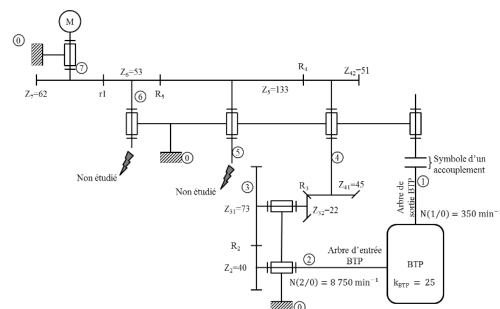 M
0
7
Z₇=62
r1
Z₆=53
6
R₅
Z₅=133
R₄
Z₄₂=51
0
Non étudié
5
Non étudié
4
3
Z₃₁=73
R₃
Z₄₁=45
Z₃₂=22
R₂
Z₂=40
2
0
Symbole d'un
accouplement
1
Arbre de
sortie BTP
N(1/0) = 350 min⁻¹
Arbre d'entrée
BTP
N(2/0) = 8 750 min⁻¹
BTP
k_BTP = 25